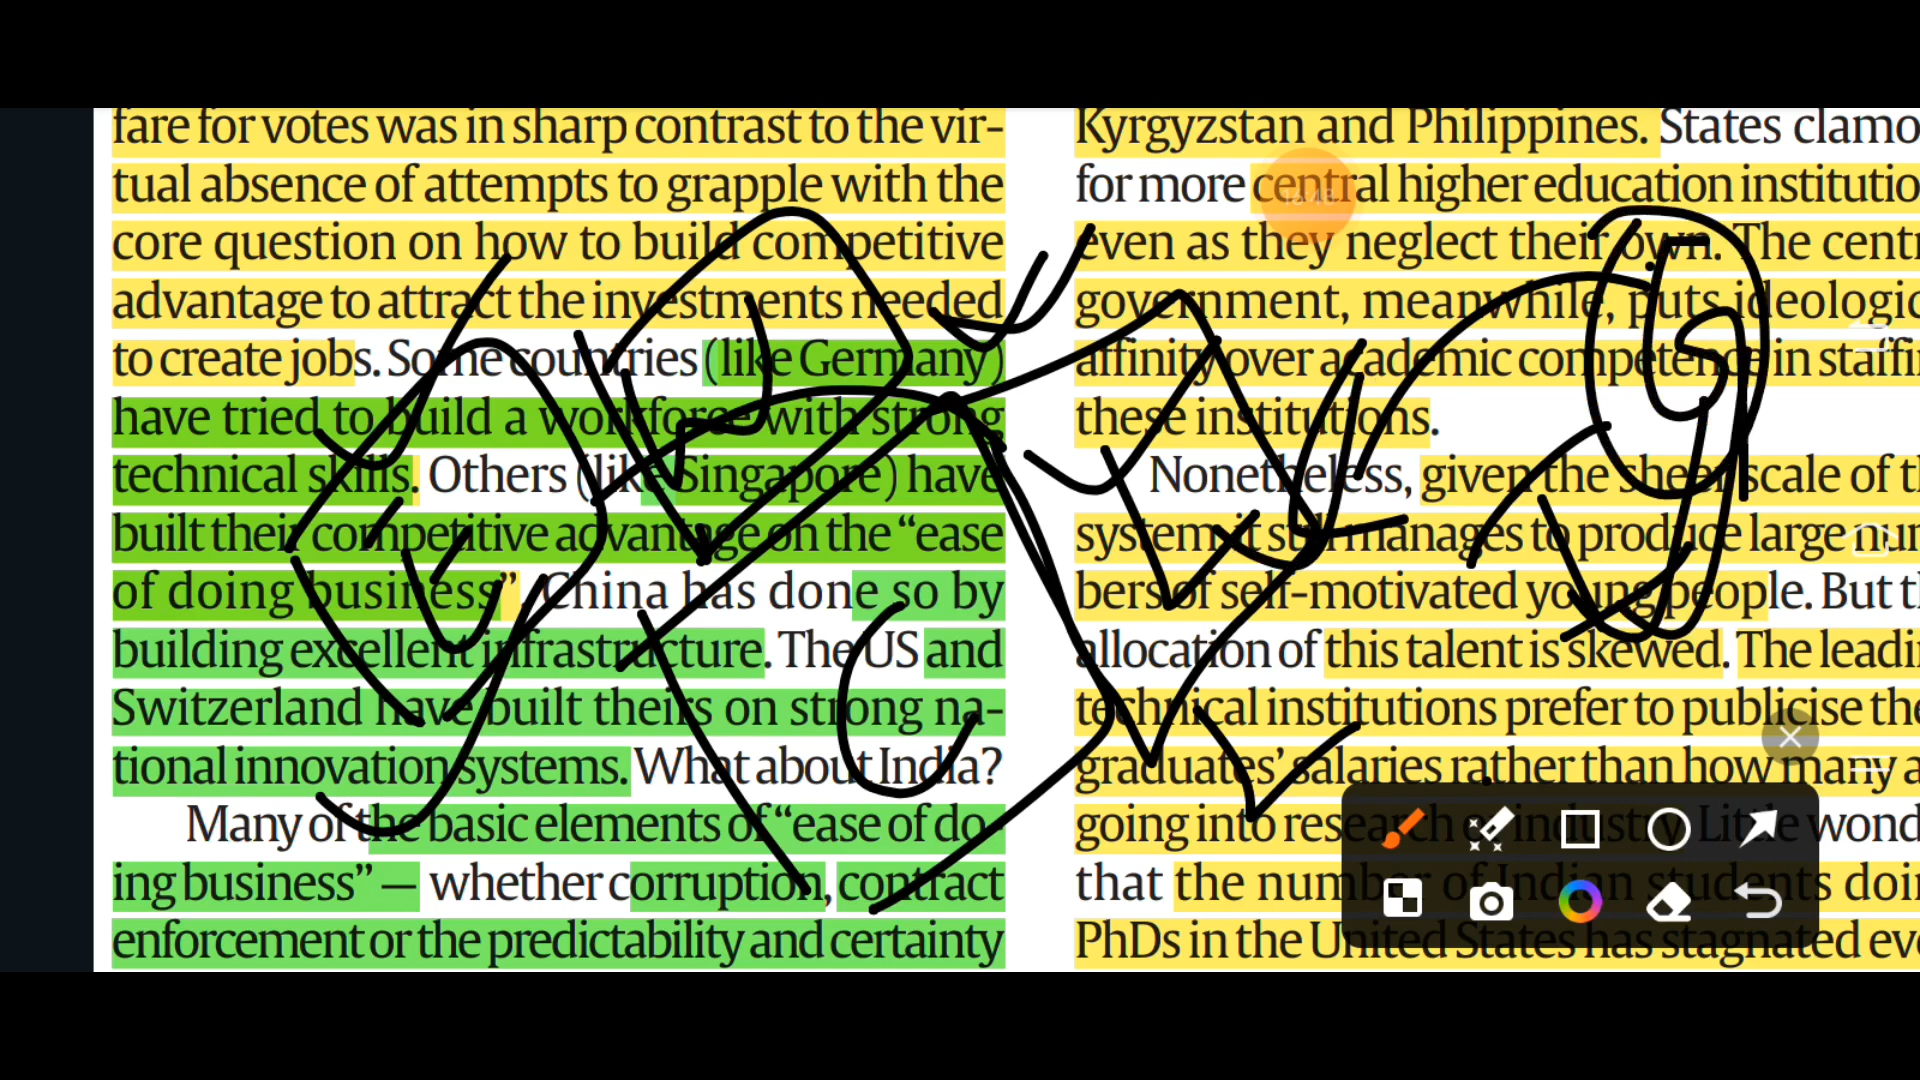 fare for votes was in sharp contrast to the vir-
tual absence of attempts to grapple with the
core question on how to build competitive
advantage to attract the investments needed
to create jobs. Some countries (like Germany)
have tried to build a workforce with strong
technical skills. Others (like Singapore) have
built their competitive advantage on the “ease
of doing business”. China has done so by
building excellent infrastructure. The US and
Switzerland have built theirs on strong na-
tional innovation systems. What about India?
Many of the basic elements of “ease of do-
ing business” — whether corruption, contract
enforcement or the predictability and certainty
Kyrgyzstan and Philippines. States clamo
for more central higher education institutio
even as they neglect their own. The centr
government, meanwhile, puts ideologic
affinity over academic competence in staffi
these institutions.
Nonetheless, given the sheer scale of th
system it still manages to produce large num
bers of self-motivated young people. But th
allocation of this talent is skewed. The leadi
technical institutions prefer to publicise the
graduates’ salaries rather than how many a
going into research or industry. Little wond
that the number of Indian students doin
PhDs in the United States has stagnated eve